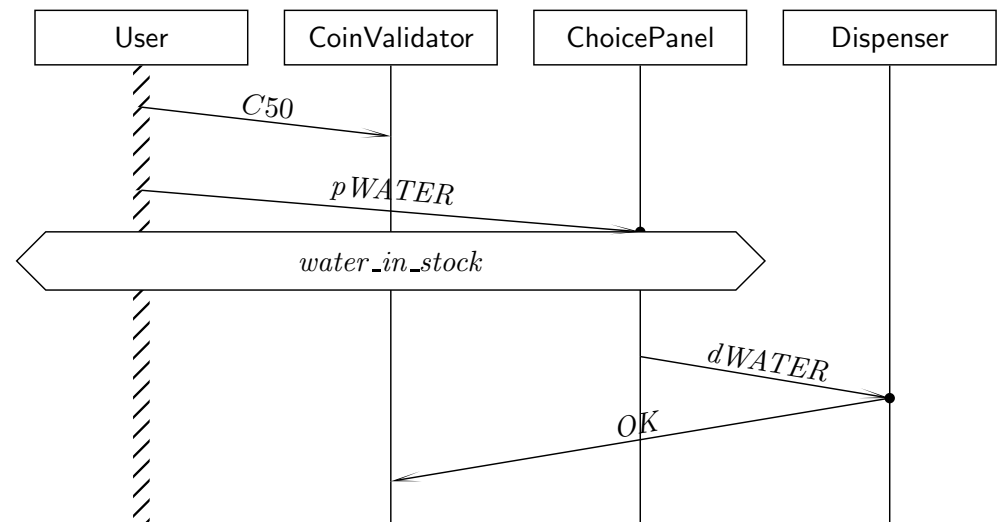 User
CoinValidator
ChoicePanel
Dispenser
C50
pWATER
water_in_stock
dWATER
OK